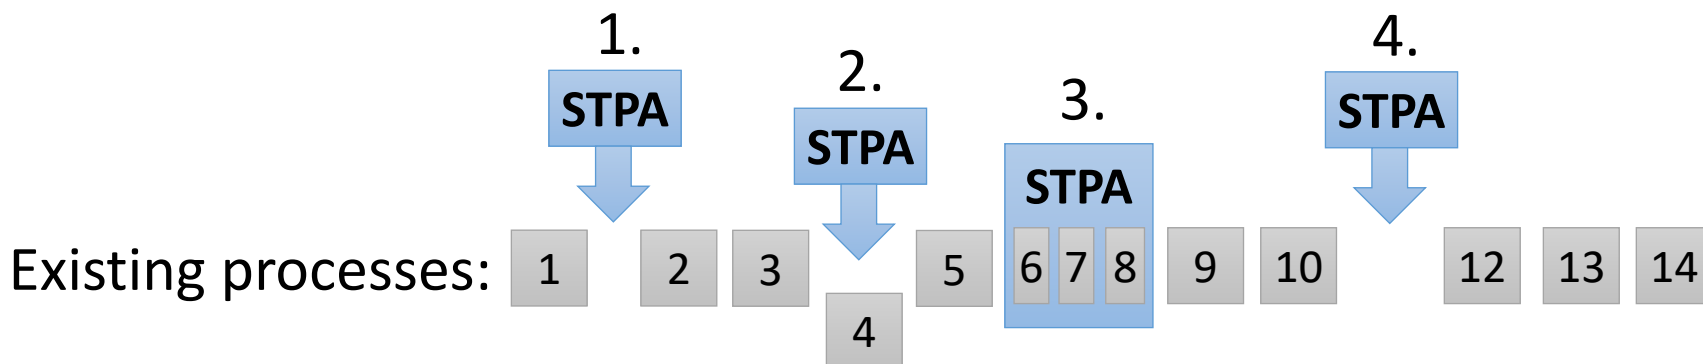 1.
2.
3.
4.
STPA
STPA
STPA
STPA
Existing processes: 1 2 3 5 6 7 8 9 10 12 13 14
4